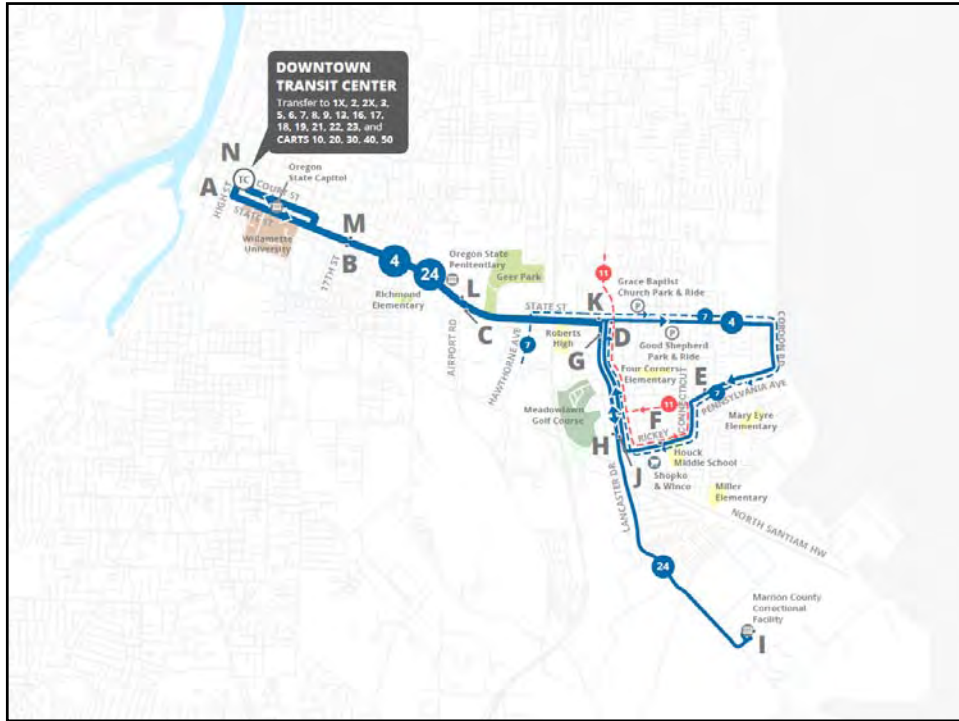 DOWNTOWN
TRANSIT CENTER
Transfer to 1X, 2, 2X, 3,
5, 6, 7, 8, 9, 13, 16, 17,
18, 19, 21, 22, 23, and
CARTS 10, 20, 30, 40, 50
N
TC
A
HIGH ST
COURT ST
Oregon
State Capitol
STATE ST
Willamette
University
M
B
17TH ST
4
24
Richmond
Elementary
Oregon State
Penitentiary
L
Geer Park
C
AIRPORT RD
HAWTHORNE AVE
7
STATE ST
11
Grace Baptist
Church Park & Ride
P
K
7
4
CORDON RD
Roberts
High
G
D
P
Good Shepherd
Park & Ride
Four Corners
Elementary
E
CONNECTICUT
7
PENNSYLVANIA AVE
Meadowlawn
Golf Course
11
F
RICKEY
Mary Eyre
Elementary
H
J
Houck
Middle School
Shopko
& Winco
Miller
Elementary
LANCASTER DR
NORTH SANTIAM HW
24
Marrion County
Correctional
Facility
I